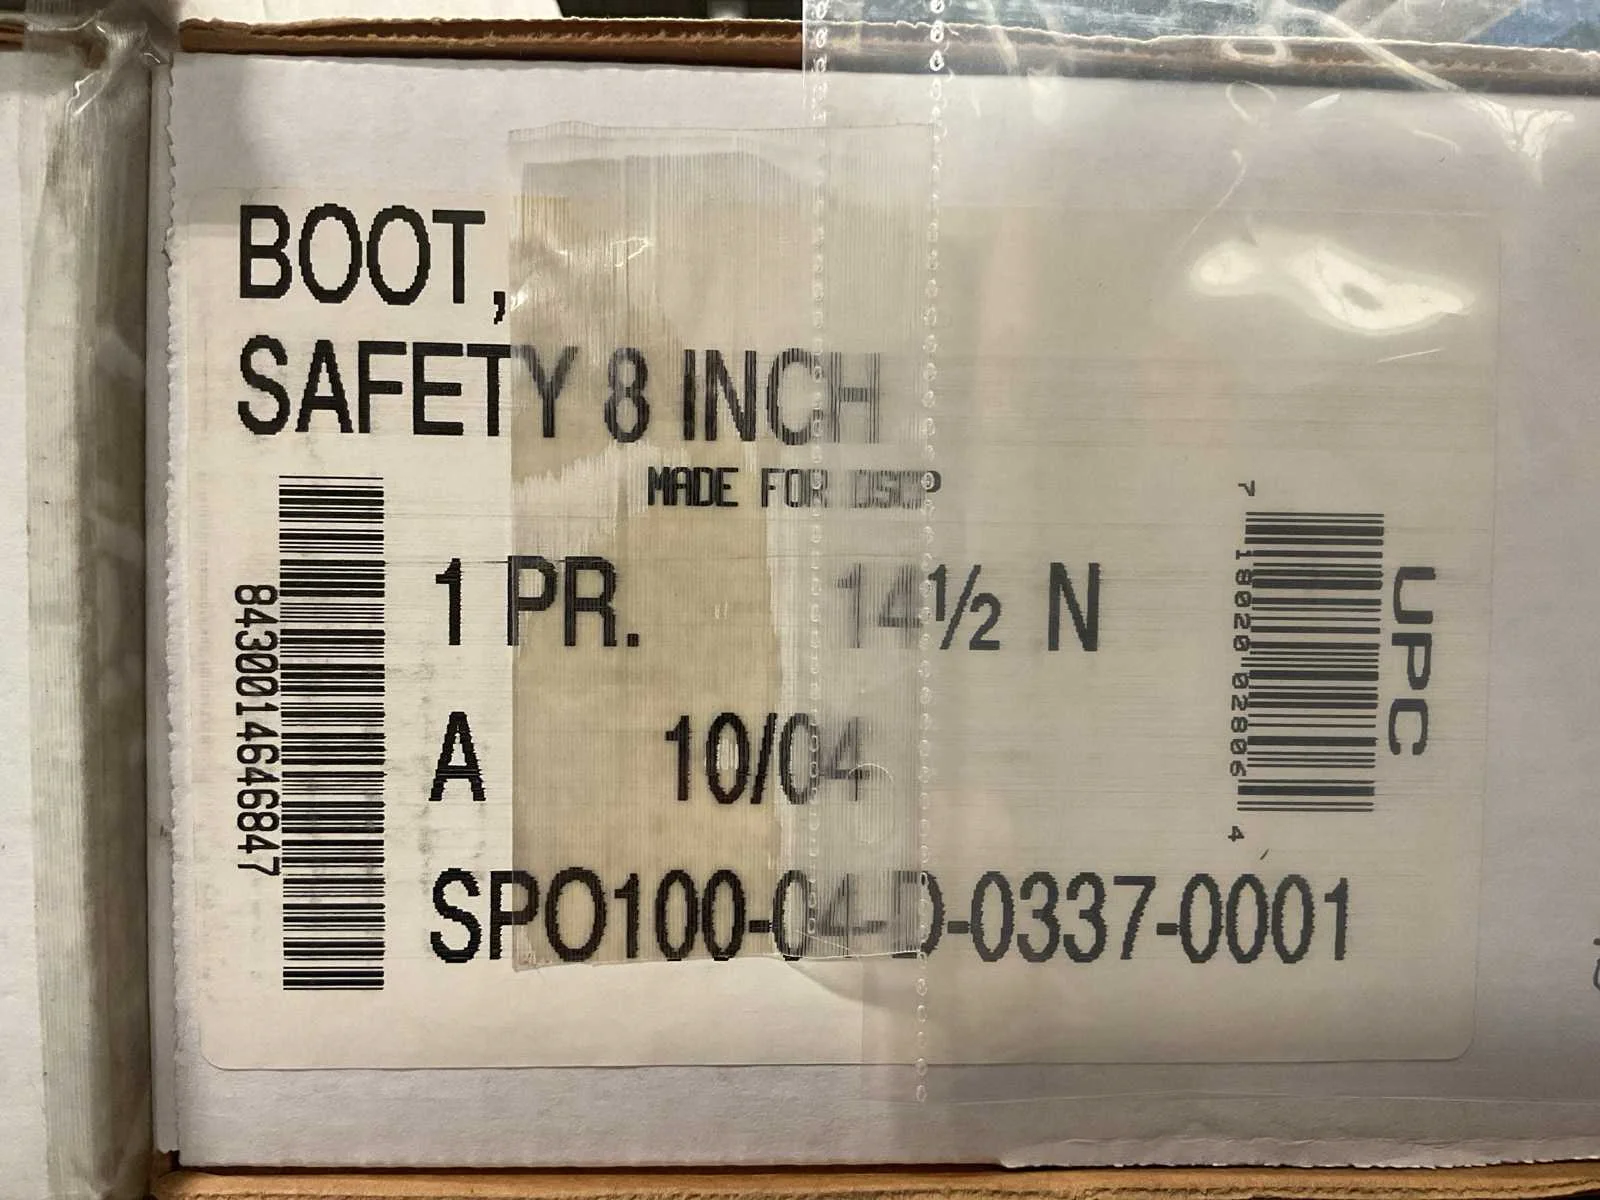 BOOT,
SAFETY 8 INCH
MADE FOR DSCP
1 PR. 14½ N
A 10/04
SPO100-04-D-0337-0001
8430014646847
7 18020 02806 4
UPC